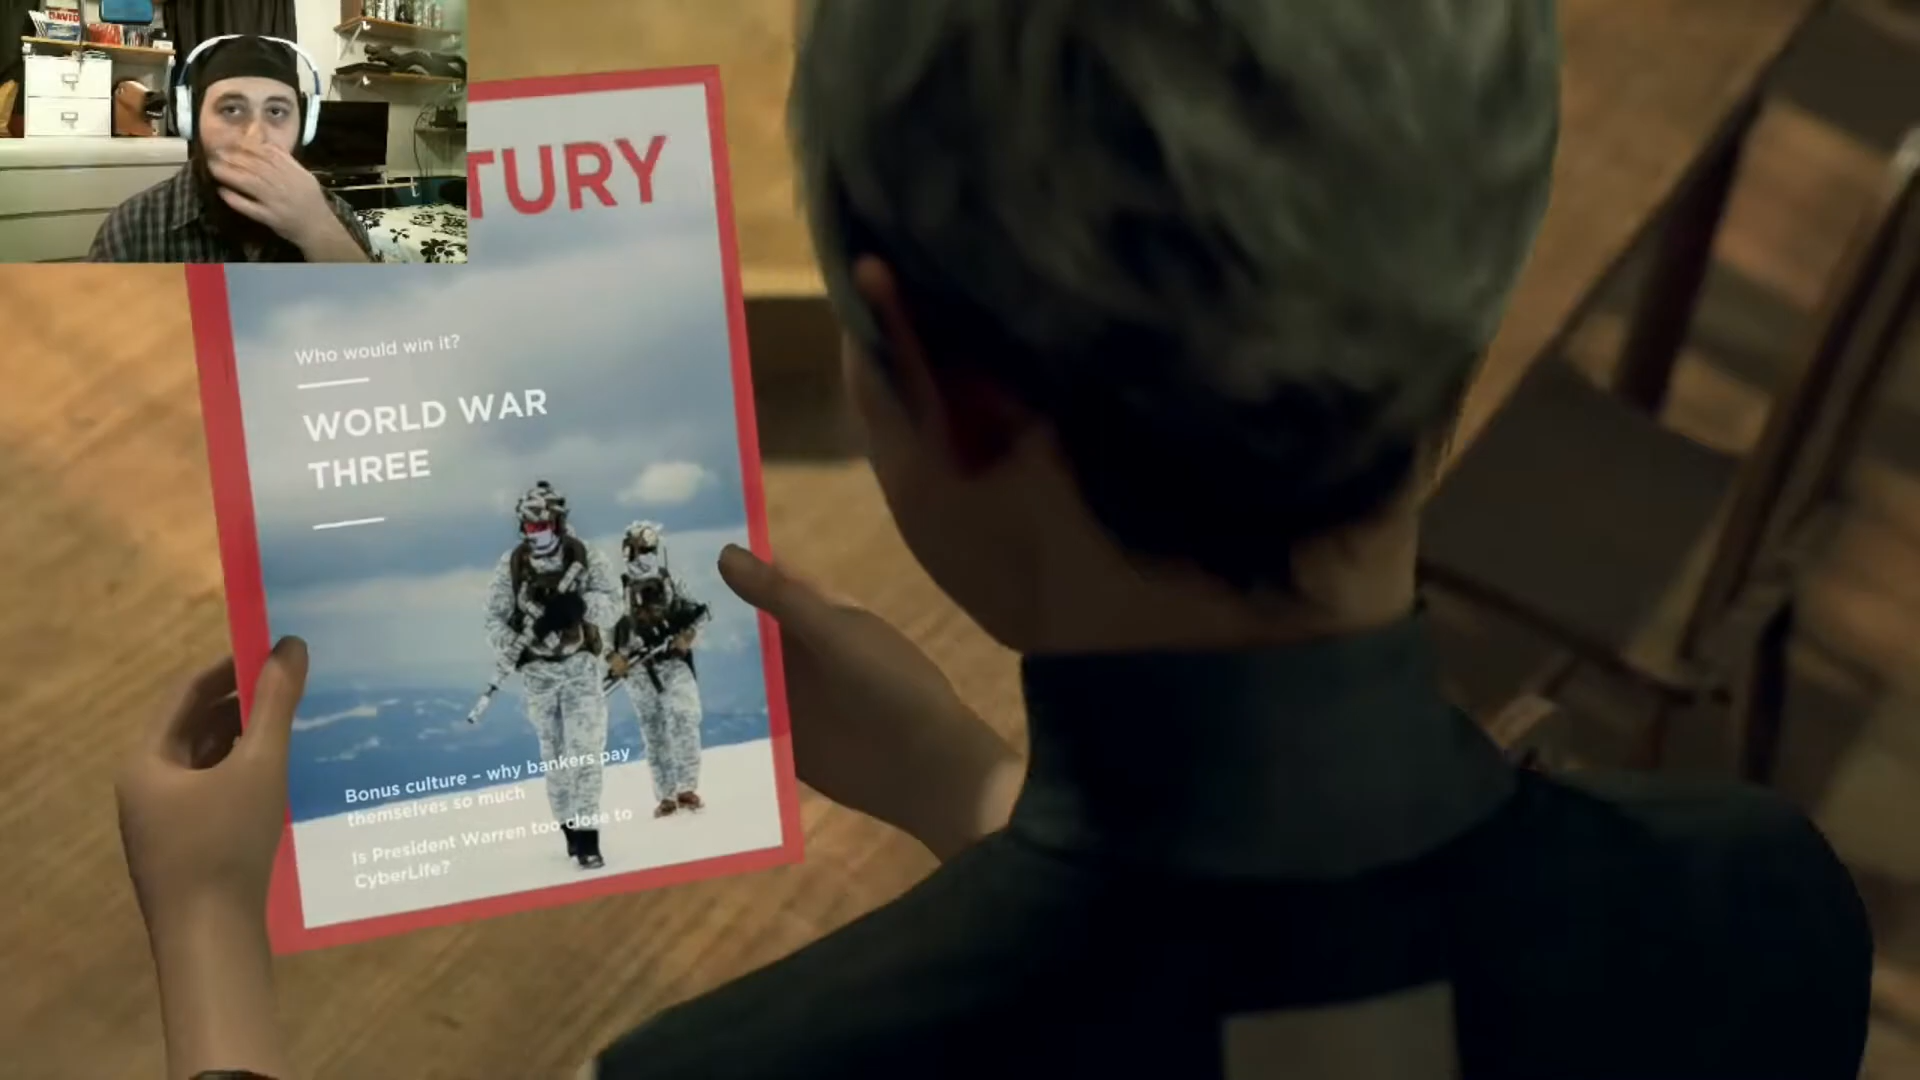 DAVID
TURY
Who would win it?
WORLD WAR
THREE
Bonus culture – why bankers pay
themselves so much
Is President Warren too close to
CyberLife?